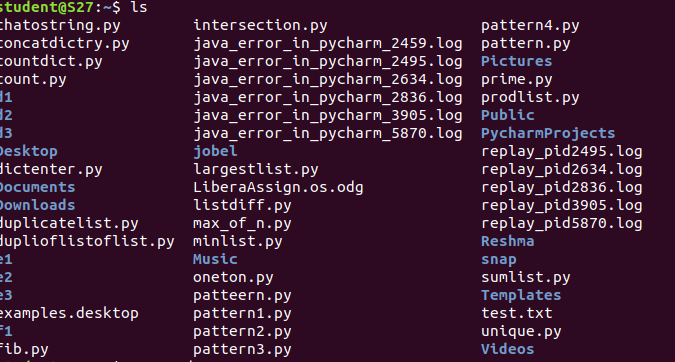 student@S27:~$ ls
chatostring.py intersection.py pattern4.py
concatdictry.py java_error_in_pycharm_2459.log pattern.py
countdict.py java_error_in_pycharm_2495.log Pictures
count.py java_error_in_pycharm_2634.log prime.py
d1 java_error_in_pycharm_2836.log prodlist.py
d2 java_error_in_pycharm_3905.log Public
d3 java_error_in_pycharm_5870.log PycharmProjects
Desktop jobel replay_pid2495.log
dictenter.py largestlist.py replay_pid2634.log
Documents LiberaAssign.os.odg replay_pid2836.log
Downloads listdiff.py replay_pid3905.log
duplicatelist.py max_of_n.py replay_pid5870.log
duplioflistoflist.py minlist.py Reshma
e1 Music snap
e2 oneton.py sumlist.py
e3 patteern.py Templates
examples.desktop pattern1.py test.txt
f1 pattern2.py unique.py
fib.py pattern3.py Videos